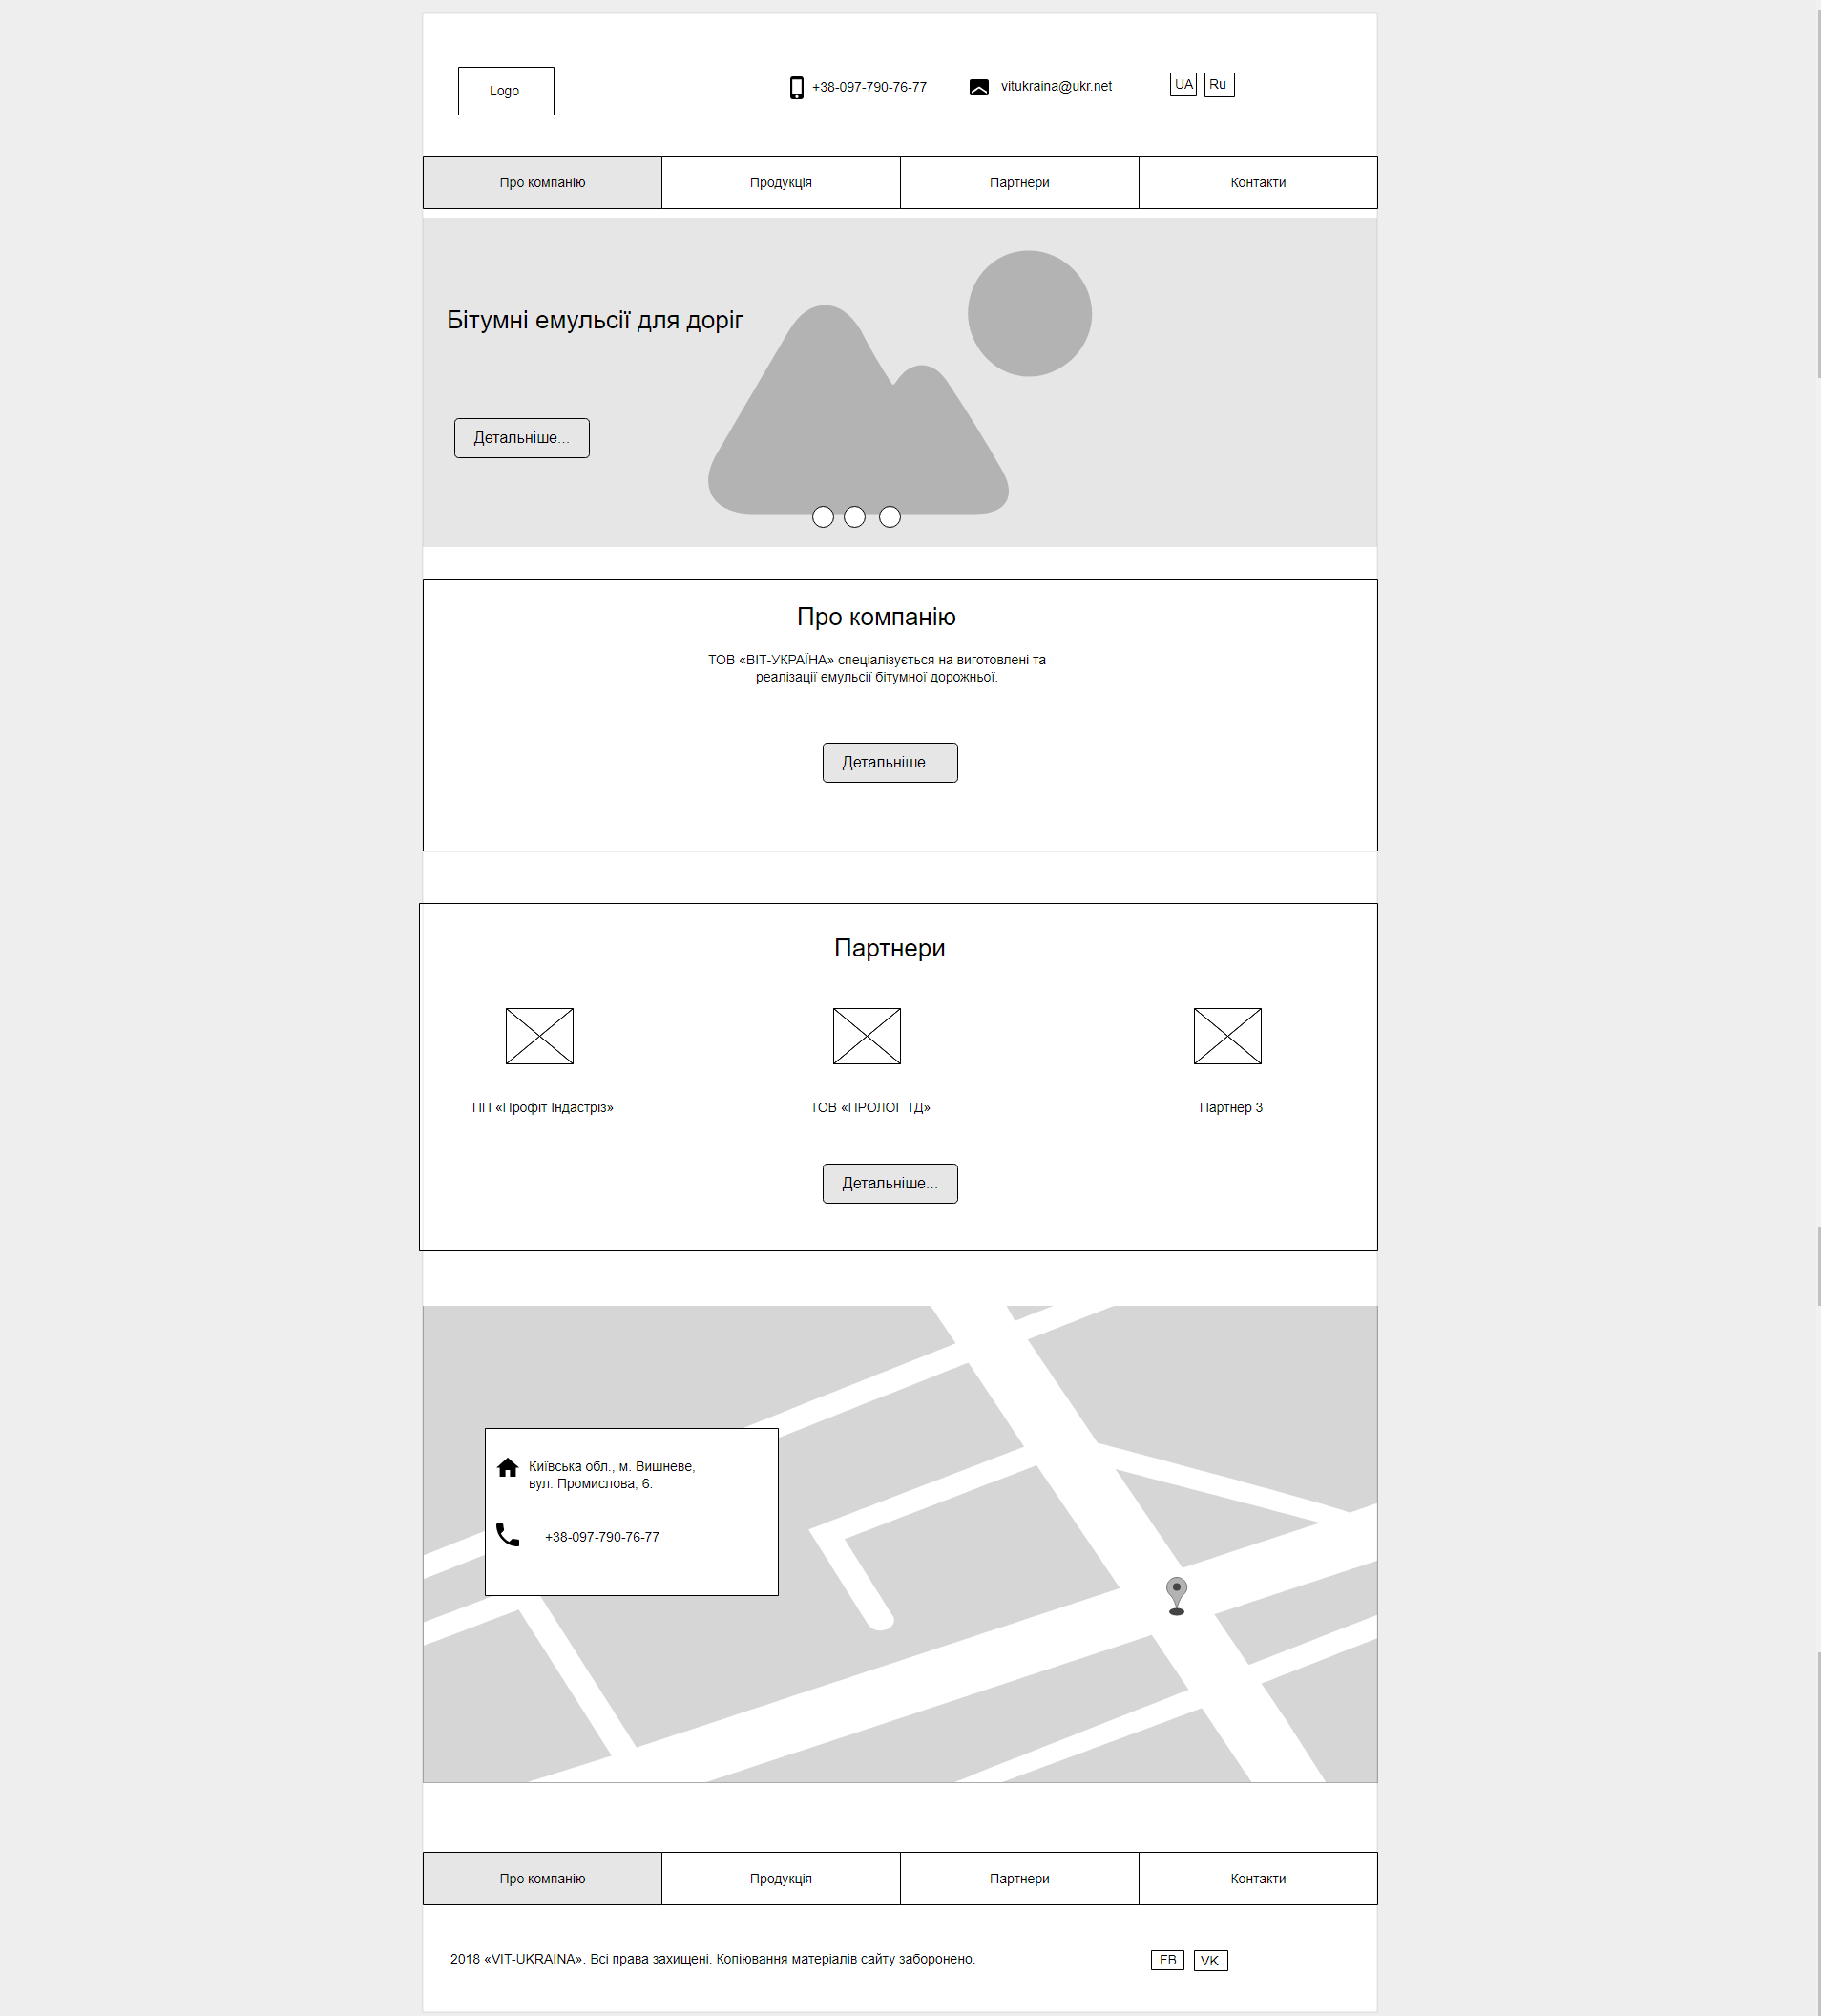 Logo
+38-097-790-76-77
vitukraina@ukr.net
UA
Ru
Про компанію
Продукція
Партнери
Контакти
Бітумні емульсії для доріг
Детальніше...
Про компанію
ТОВ «ВІТ-УКРАЇНА» спеціалізується на виготовлені та
реалізації емульсії бітумної дорожньої.
Детальніше...
Партнери
ПП «Профіт Індастріз»
ТОВ «ПРОЛОГ ТД»
Партнер 3
Детальніше...
Київська обл., м. Вишневе,
вул. Промислова, 6.
+38-097-790-76-77
Про компанію
Продукція
Партнери
Контакти
2018 «VIT-UKRAINA». Всі права захищені. Копіювання матеріалів сайту заборонено.
FB
VK